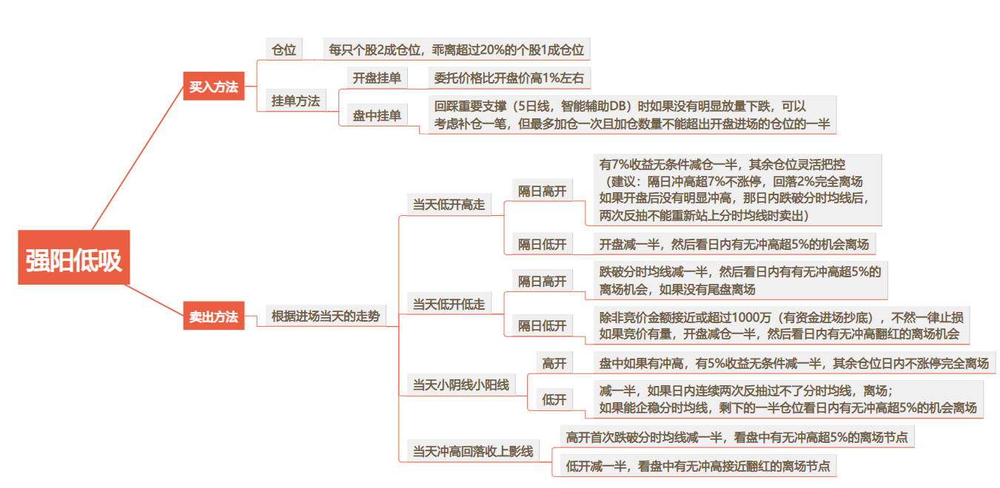 强阳低吸
买入方法
仓位
每只个股2成仓位，乖离超过20%的个股1成仓位
挂单方法
开盘挂单
委托价格比开盘价高1%左右
盘中挂单
回踩重要支撑（5日线，智能辅助DB）时如果没有明显放量下跌，可以
考虑补仓一笔，但最多加仓一次且加仓数量不能超出开盘进场的仓位的一半
卖出方法
根据进场当天的走势
当天低开高走
隔日高开
有7%收益无条件减仓一半，其余仓位灵活把控
（建议：隔日冲高超7%不涨停，回落2%完全离场
如果开盘后没有明显冲高，那日内跌破分时均线后，
两次反抽不能重新站上分时均线时卖出）
隔日低开
开盘减一半，然后看日内有无冲高超5%的机会离场
当天低开低走
隔日高开
跌破分时均线减一半，然后看日内有有无冲高超5%的
离场机会，如果没有尾盘离场
隔日低开
除非竞价金额接近或超过1000万（有资金进场抄底），不然一律止损
如果竞价有量，开盘减仓一半，然后看日内有无冲高翻红的离场机会
当天小阴线小阳线
高开
盘中如果有冲高，有5%收益无条件减一半，其余仓位日内不涨停完全离场
低开
减一半，如果日内连续两次反抽过不了分时均线，离场；
如果能企稳分时均线，剩下的一半仓位看日内有无冲高超5%的机会离场
当天冲高回落收上影线
高开首次跌破分时均线减一半，看盘中有无冲高超5%的离场节点
低开减一半，看盘中有无冲高接近翻红的离场节点